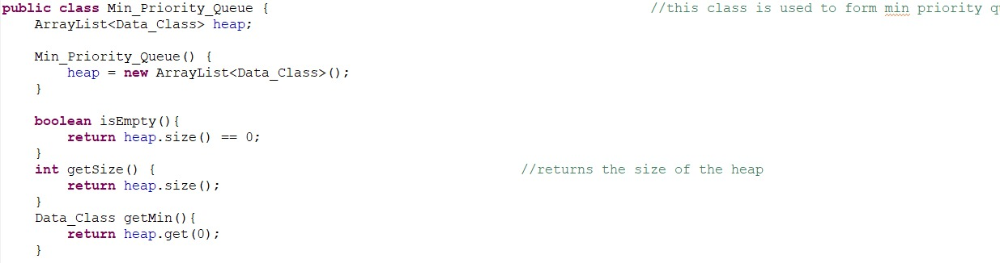 public class Min_Priority_Queue { //this class is used to form min priority
ArrayList<Data_Class> heap;
Min_Priority_Queue() {
heap = new ArrayList<Data_Class>();
}
boolean isEmpty(){
return heap.size() == 0;
}
int getSize() { //returns the size of the heap
return heap.size();
}
Data_Class getMin(){
return heap.get(0);
}